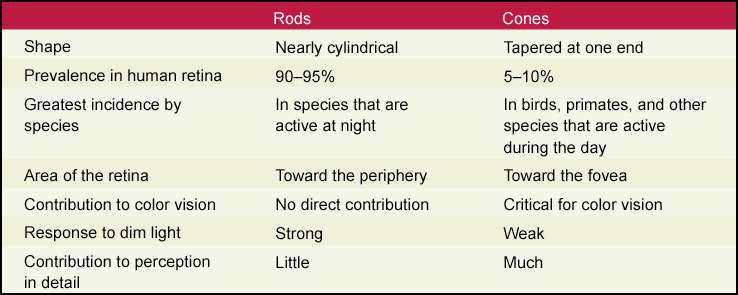 Rods Cones
Shape Nearly cylindrical Tapered at one end
Prevalence in human retina 90–95% 5–10%
Greatest incidence by In species that are In birds, primates, and other
species active at night species that are active
during the day
Area of the retina Toward the periphery Toward the fovea
Contribution to color vision No direct contribution Critical for color vision
Response to dim light Strong Weak
Contribution to perception Little Much
in detail